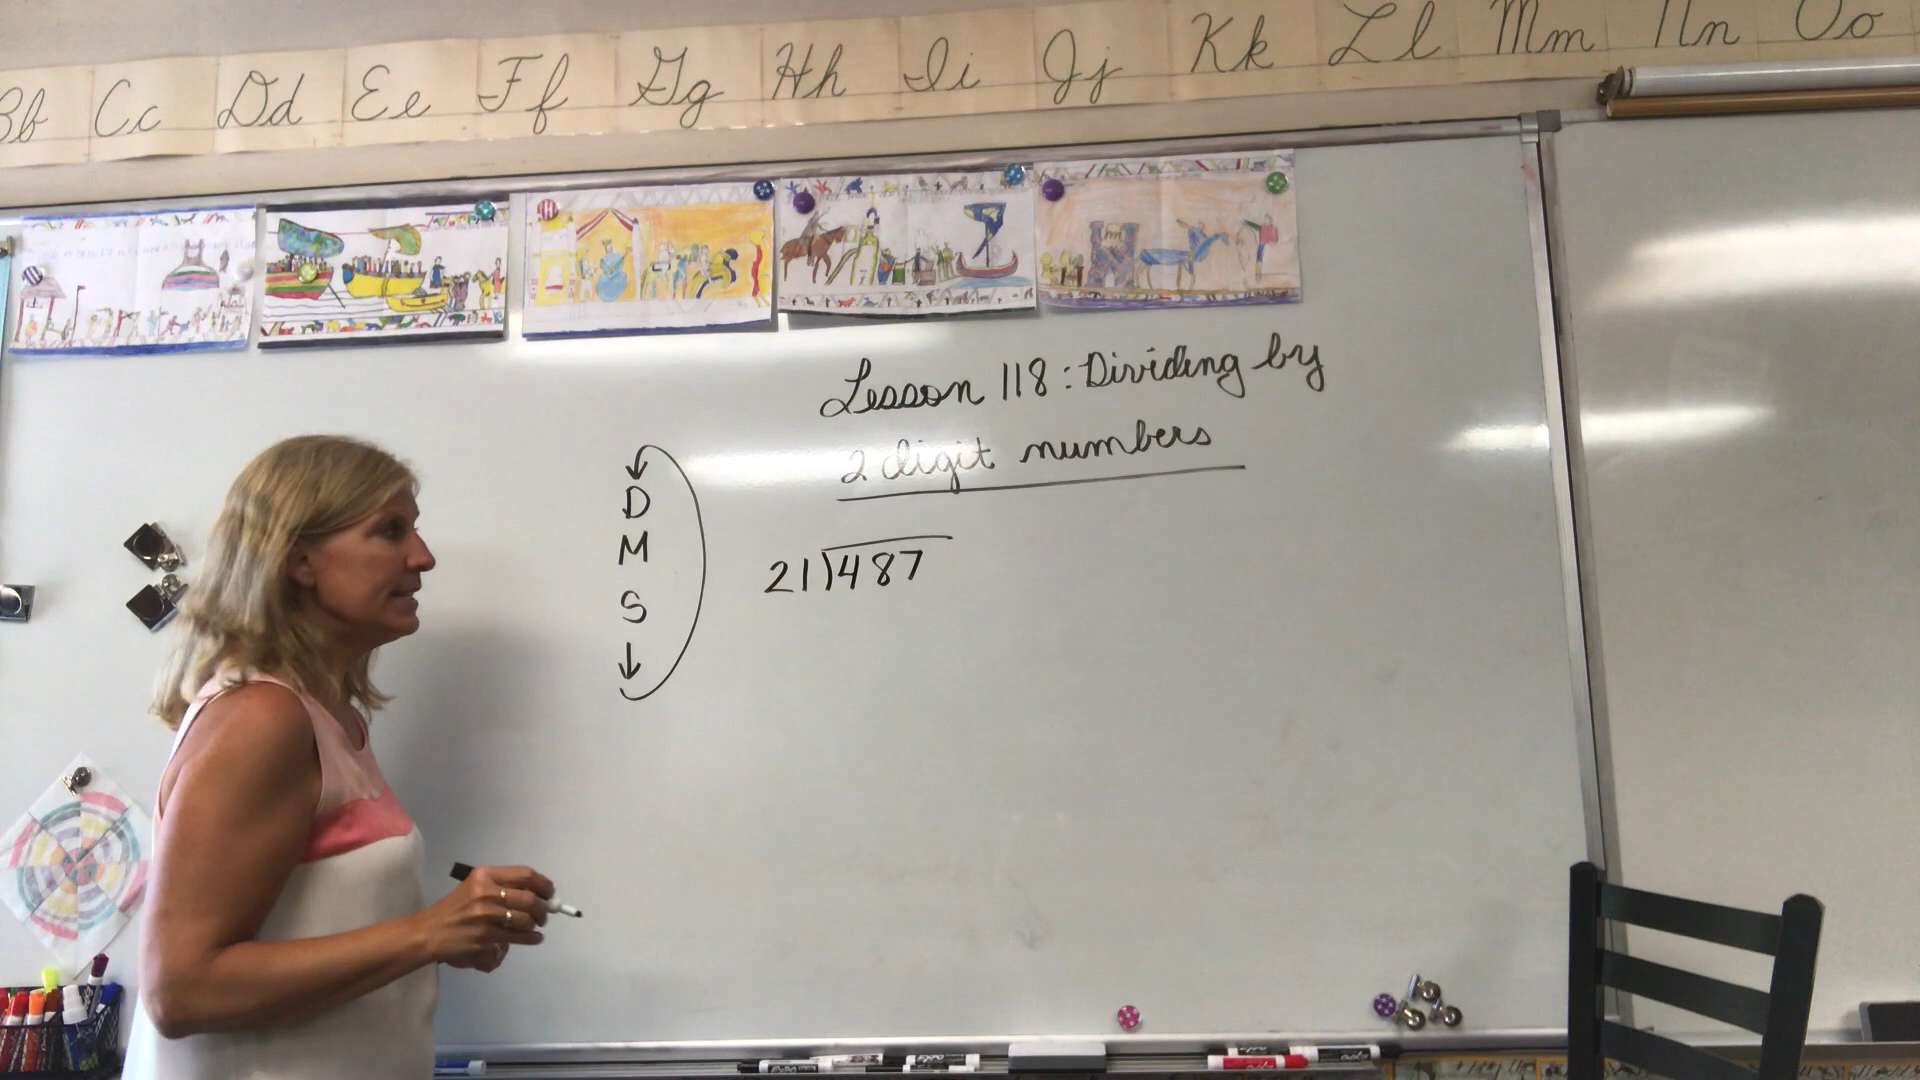 Bb Cc Dd Ee Ff Gg Hh Ii Jj Kk Ll Mm Nn Oo
Lesson 118: Dividing by
2 digit numbers
D
M
S
21)487